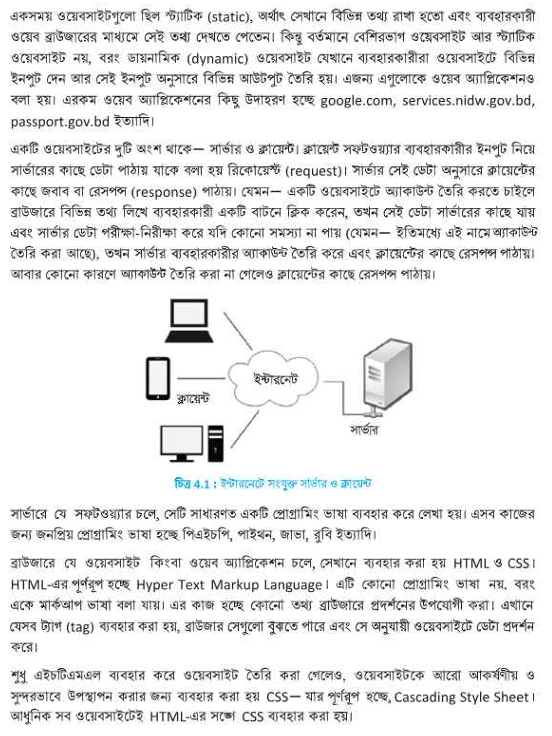 একসময় ওয়েবসাইটগুলো ছিল স্ট্যাটিক (static), অর্থাৎ সেখানে বিভিন্ন তথ্য রাখা হতো এবং ব্যবহারকারী
ওয়েব ব্রাউজারের মাধ্যমে সেই তথ্য দেখতে পেতেন। কিন্তু বর্তমানে বেশিরভাগ ওয়েবসাইট আর স্ট্যাটিক
ওয়েবসাইট নয়, বরং ডায়নামিক (dynamic) ওয়েবসাইট যেখানে ব্যবহারকারীরা ওয়েবসাইটে বিভিন্ন
ইনপুট দেন আর সেই ইনপুট অনুসারে বিভিন্ন আউটপুট তৈরি হয়। এজন্য এগুলোকে ওয়েব অ্যাপ্লিকেশনও
বলা হয়। এরকম ওয়েব অ্যাপ্লিকেশনের কিছু উদাহরণ হচ্ছে google.com, services.nidw.gov.bd,
passport.gov.bd ইত্যাদি।
একটি ওয়েবসাইটের দুটি অংশ থাকে— সার্ভার ও ক্লায়েন্ট। ক্লায়েন্ট সফটওয়্যার ব্যবহারকারীর ইনপুট নিয়ে
সার্ভারের কাছে ডেটা পাঠায় যাকে বলা হয় রিকোয়েস্ট (request)। সার্ভার সেই ডেটা অনুসারে ক্লায়েন্টের
কাছে জবাব বা রেসপন্স (response) পাঠায়। যেমন— একটি ওয়েবসাইটে অ্যাকাউন্ট তৈরি করতে চাইলে
ব্রাউজারে বিভিন্ন তথ্য লিখে ব্যবহারকারী একটি বাটনে ক্লিক করেন, তখন সেই ডেটা সার্ভারের কাছে যায়
এবং সার্ভার ডেটা পরীক্ষা-নিরীক্ষা করে যদি কোনো সমস্যা না পায় (যেমন— ইতিমধ্যে এই নামে অ্যাকাউন্ট
তৈরি করা আছে), তখন সার্ভার ব্যবহারকারীর অ্যাকাউন্ট তৈরি করে এবং ক্লায়েন্টের কাছে রেসপন্স পাঠায়।
আবার কোনো কারণে অ্যাকাউন্ট তৈরি করা না গেলেও ক্লায়েন্টের কাছে রেসপন্স পাঠায়।
ইন্টারনেট
ক্লায়েন্ট
সার্ভার
চিত্র 4.1 : ইন্টারনেটে সংযুক্ত সার্ভার ও ক্লায়েন্ট
সার্ভারে যে সফটওয়্যার চলে, সেটি সাধারণত একটি প্রোগ্রামিং ভাষা ব্যবহার করে লেখা হয়। এসব কাজের
জন্য জনপ্রিয় প্রোগ্রামিং ভাষা হচ্ছে পিএইচপি, পাইথন, জাভা, রুবি ইত্যাদি।
ব্রাউজারে যে ওয়েবসাইট কিংবা ওয়েব অ্যাপ্লিকেশন চলে, সেখানে ব্যবহার করা হয় HTML ও CSS।
HTML-এর পূর্ণরূপ হচ্ছে Hyper Text Markup Language। এটি কোনো প্রোগ্রামিং ভাষা নয়, বরং
একে মার্কআপ ভাষা বলা যায়। এর কাজ হচ্ছে কোনো তথ্য ব্রাউজারে প্রদর্শনের উপযোগী করা। এখানে
যেসব ট্যাগ (tag) ব্যবহার করা হয়, ব্রাউজার সেগুলো বুঝতে পারে এবং সে অনুযায়ী ওয়েবসাইটে ডেটা প্রদর্শন
করে।
শুধু এইচটিএমএল ব্যবহার করে ওয়েবসাইট তৈরি করা গেলেও, ওয়েবসাইটকে আরো আকর্ষণীয় ও
সুন্দরভাবে উপস্থাপন করার জন্য ব্যবহার করা হয় CSS— যার পূর্ণরূপ হচ্ছে, Cascading Style Sheet।
আধুনিক সব ওয়েবসাইটেই HTML-এর সঙ্গে CSS ব্যবহার করা হয়।